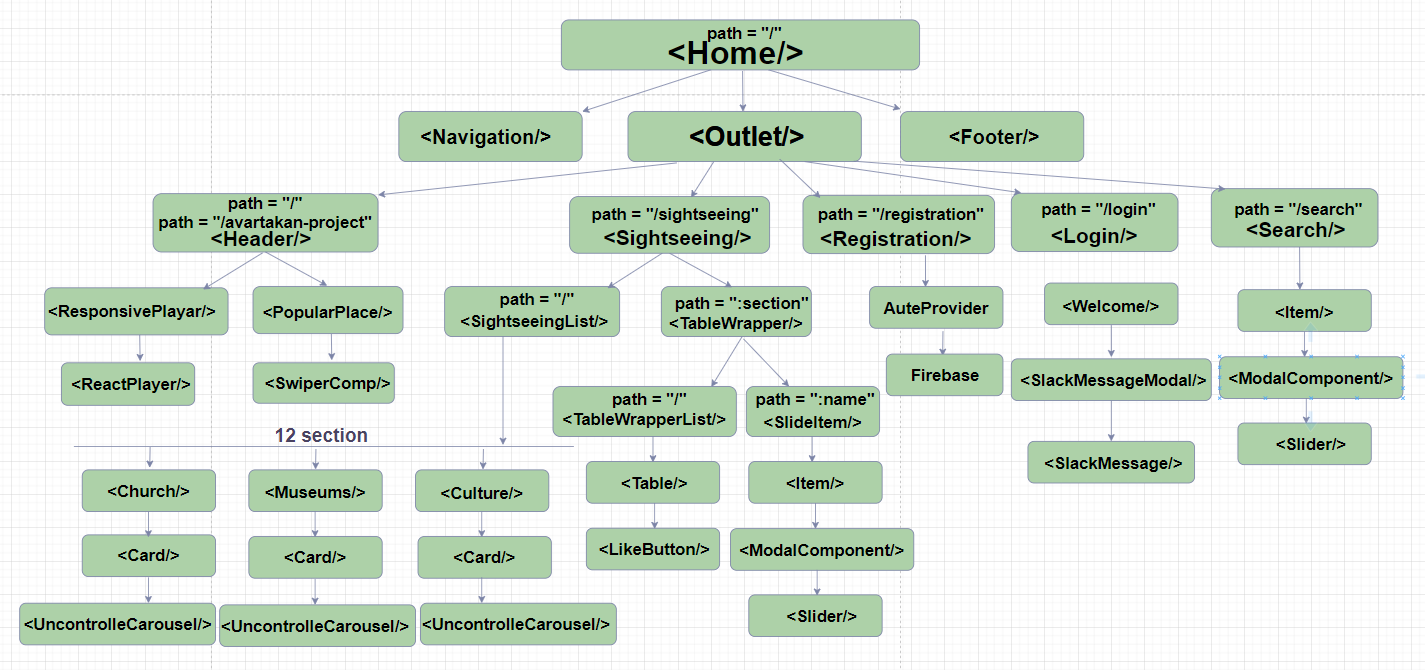 path = "/"
<Home/>
<Navigation/>
<Outlet/>
<Footer/>
path = "/"
path = "/avartakan-project"
<Header/>
path = "/sightseeing"
<Sightseeing/>
path = "/registration"
<Registration/>
path = "/login"
<Login/>
path = "/search"
<Search/>
<ResponsivePlayar/>
<PopularPlace/>
path = "/"
<SightseeingList/>
path = ":section"
<TableWrapper/>
AuteProvider
<Welcome/>
<Item/>
<ReactPlayer/>
<SwiperComp/>
Firebase
<SlackMessageModal/>
<ModalComponent/>
path = "/"
<TableWrapperList/>
path = ":name"
<SlideItem/>
12 section
<SlackMessage/>
<Slider/>
<Church/>
<Museums/>
<Culture/>
<Table/>
<Item/>
<Card/>
<Card/>
<Card/>
<LikeButton/>
<ModalComponent/>
<UncontrolleCarousel/>
<UncontrolleCarousel/>
<UncontrolleCarousel/>
<Slider/>